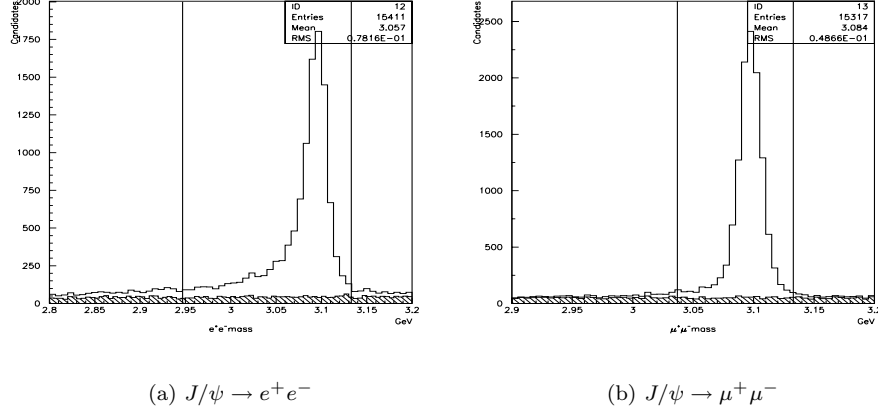 ID 12
Entries 15411
Mean 3.057
RMS 0.7816E-01
Candidates
2000
1750
1500
1250
1000
750
500
250
0
2.8 2.85 2.9 2.95 3 3.05 3.1 3.15 3.2
GeV
e⁺e⁻mass
(a) J/ψ → e⁺e⁻
ID 13
Entries 15317
Mean 3.084
RMS 0.4866E-01
Candidates
2500
2000
1500
1000
500
0
2.9 2.95 3 3.05 3.1 3.15 3.2
GeV
μ⁺μ⁻mass
(b) J/ψ → μ⁺μ⁻